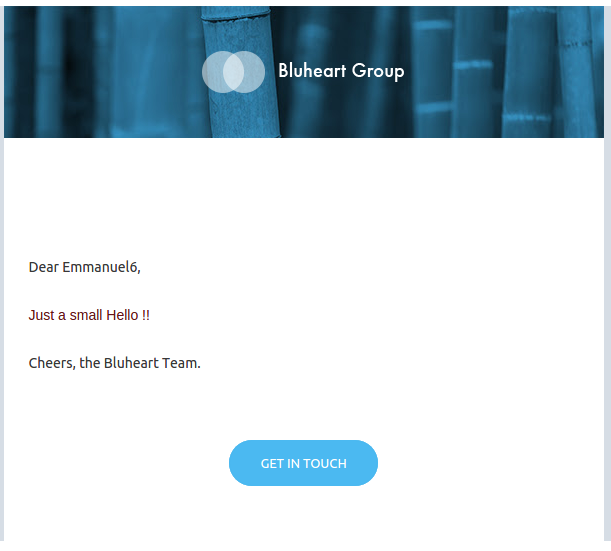 Bluheart Group
Dear Emmanuel6,
Just a small Hello !!
Cheers, the Bluheart Team.
GET IN TOUCH